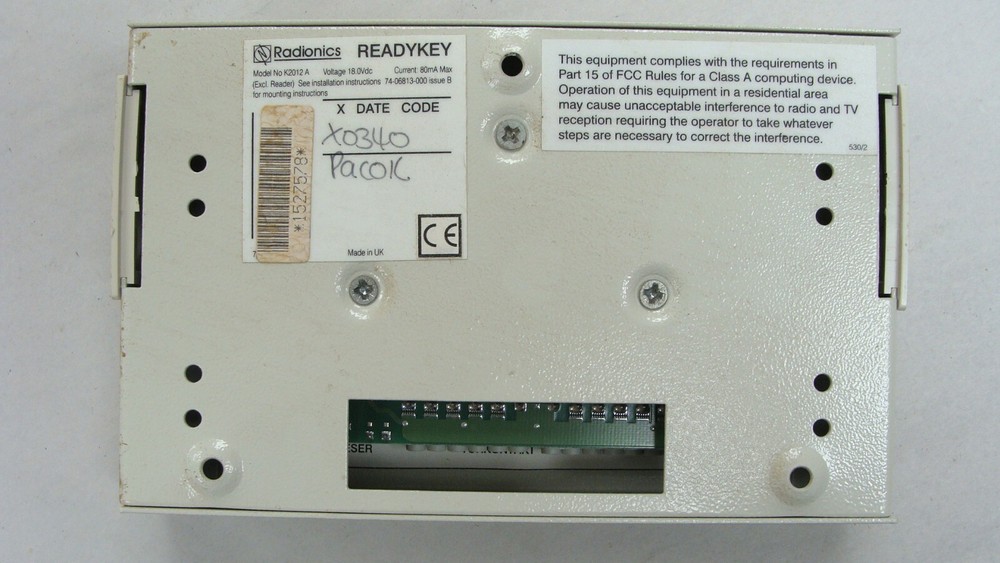 Radionics READYKEY
Model No K2012 A Voltage 18.0Vdc Current 80mA Max
(Excl. Reader) See installation instructions 74-06813-000 issue B
for mounting instructions
X DATE CODE
X0340
PAC01C
*1527578*
Made in UK
CE
This equipment complies with the requirements in
Part 15 of FCC Rules for a Class A computing device.
Operation of this equipment in a residential area
may cause unacceptable interference to radio and TV
reception requiring the operator to take whatever
steps are necessary to correct the interference.
530/2
ESER